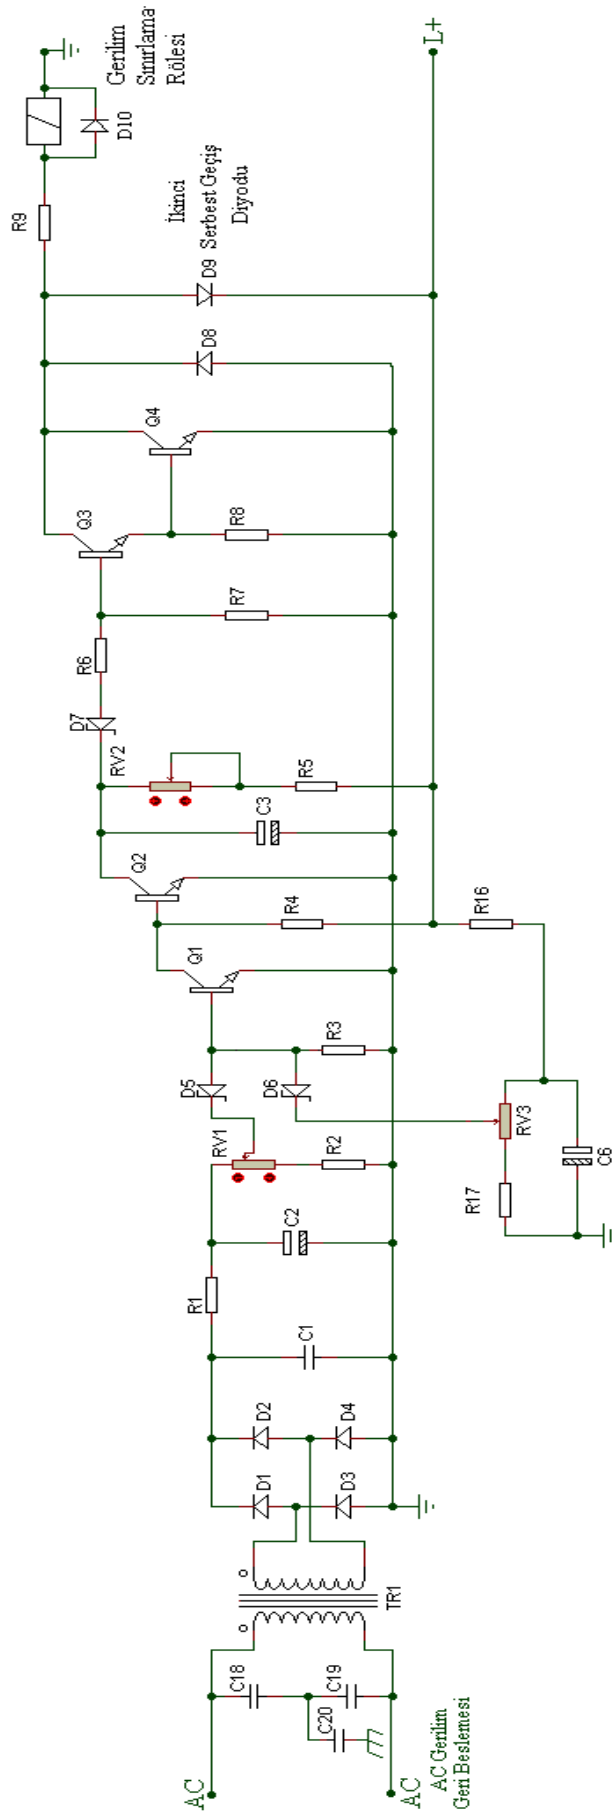 AC
AC
AC Gerilim
Geri Beslemesi
C18
C19
C20
TR1
D1
D2
D3
D4
C1
R1
C2
RV1
R2
D5
D6
R3
Q1
R4
Q2
C3
RV2
R5
D7
R6
R7
Q3
R8
Q4
D8
D9
İkinci
Serbest Geçiş
Diyodu
R9
D10
Gerilim
Sınırlama
Rölesi
L+
R16
RV3
R17
C6